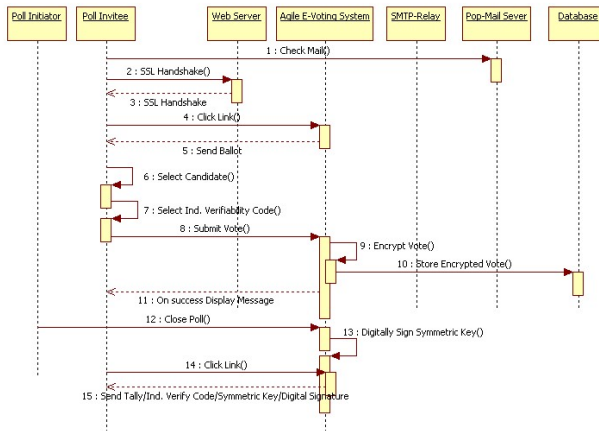 Poll Initiator
Poll Invitee
Web Server
Agile E-Voting System
SMTP-Relay
Pop-Mail Sever
Database
1 : Check Mail()
2 : SSL Handshake()
3 : SSL Handshake
4 : Click Link()
5 : Send Ballot
6 : Select Candidate()
7 : Select Ind. Verifiability Code()
8 : Submit Vote()
9 : Encrypt Vote()
10 : Store Encrypted Vote()
11 : On success Display Message
12 : Close Poll()
13 : Digitally Sign Symmetric Key()
14 : Click Link()
15 : Send Tally/Ind. Verify Code/Symmetric Key/Digital Signature